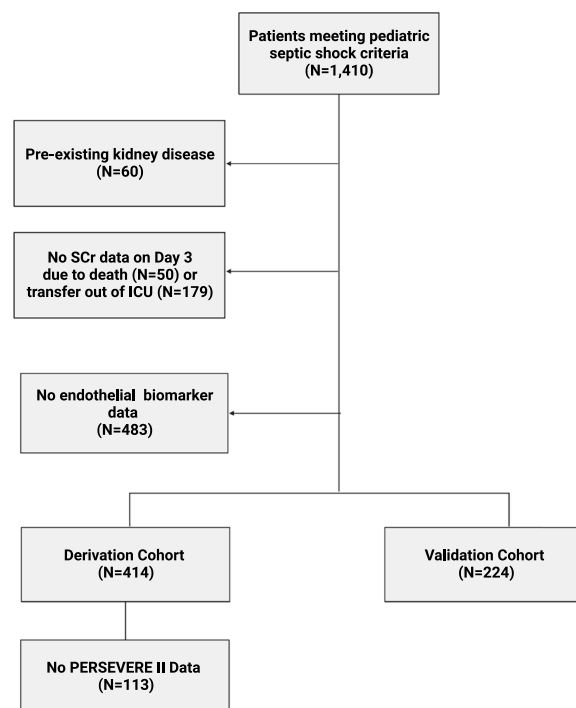 Patients meeting pediatric
septic shock criteria
(N=1,410)
Pre-existing kidney disease
(N=60)
No SCr data on Day 3
due to death (N=50) or
transfer out of ICU (N=179)
No endothelial biomarker
data
(N=483)
Derivation Cohort
(N=414)
Validation Cohort
(N=224)
No PERSEVERE II Data
(N=113)